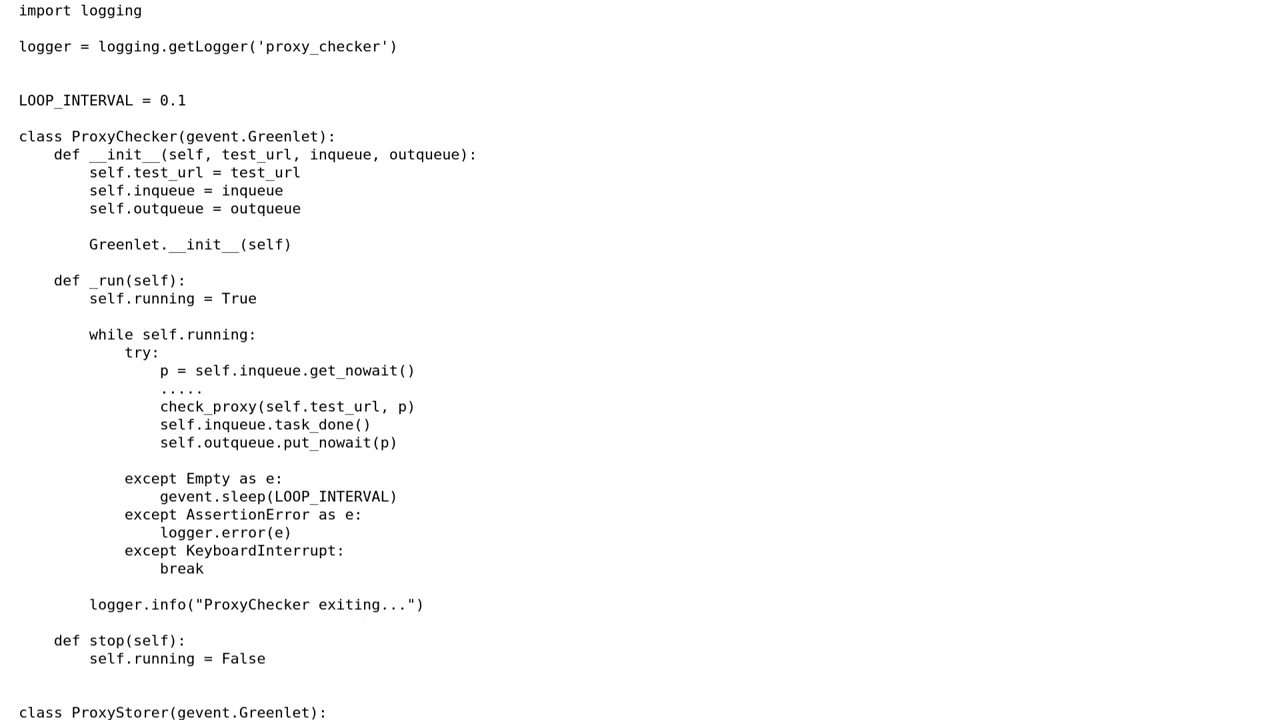 import logging

logger = logging.getLogger('proxy_checker')


LOOP_INTERVAL = 0.1

class ProxyChecker(gevent.Greenlet):
    def __init__(self, test_url, inqueue, outqueue):
        self.test_url = test_url
        self.inqueue = inqueue
        self.outqueue = outqueue

        Greenlet.__init__(self)

    def _run(self):
        self.running = True

        while self.running:
            try:
                p = self.inqueue.get_nowait()
                .....
                check_proxy(self.test_url, p)
                self.inqueue.task_done()
                self.outqueue.put_nowait(p)

            except Empty as e:
                gevent.sleep(LOOP_INTERVAL)
            except AssertionError as e:
                logger.error(e)
            except KeyboardInterrupt:
                break

        logger.info("ProxyChecker exiting...")

    def stop(self):
        self.running = False


class ProxyStorer(gevent.Greenlet):